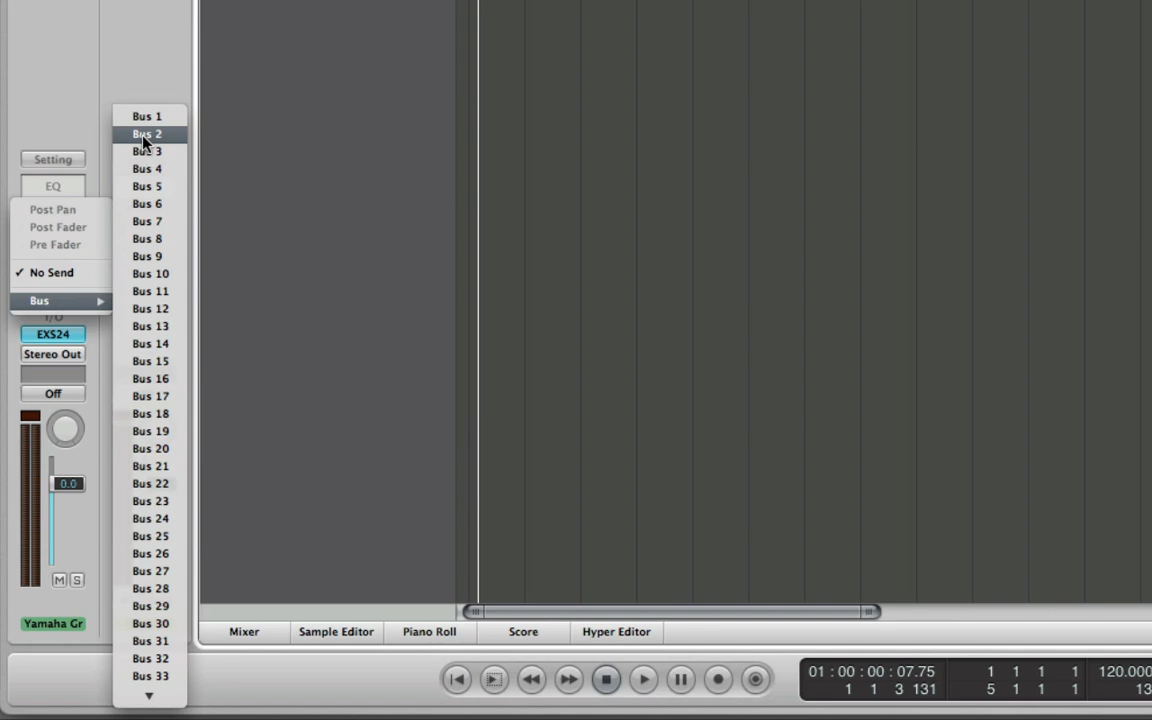 Setting
EQ
Post Pan
Post Fader
Pre Fader
✓ No Send
Bus
I/O
EXS24
Stereo Out
Off
0.0
M S
Yamaha Gr
Bus 1
Bus 2
Bus 3
Bus 4
Bus 5
Bus 6
Bus 7
Bus 8
Bus 9
Bus 10
Bus 11
Bus 12
Bus 13
Bus 14
Bus 15
Bus 16
Bus 17
Bus 18
Bus 19
Bus 20
Bus 21
Bus 22
Bus 23
Bus 24
Bus 25
Bus 26
Bus 27
Bus 28
Bus 29
Bus 30
Bus 31
Bus 32
Bus 33
Mixer Sample Editor Piano Roll Score Hyper Editor
01 : 00 : 00 : 07.75 1 1 1 1 120.000
1 1 3 131 5 1 1 1 13